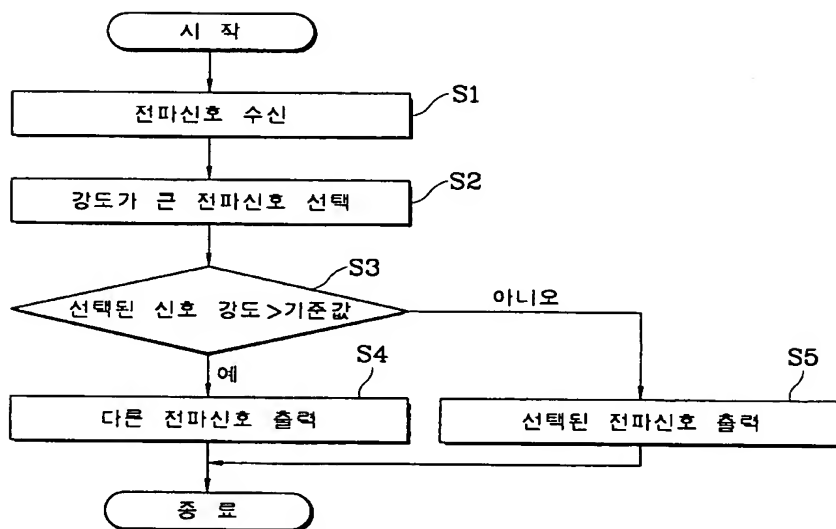 시 작
전파신호 수신
S1
강도가 큰 전파신호 선택
S2
선택된 신호 강도>기준값
S3
아니오
예
다른 전파신호 출력
S4
선택된 전파신호 출력
S5
종 료